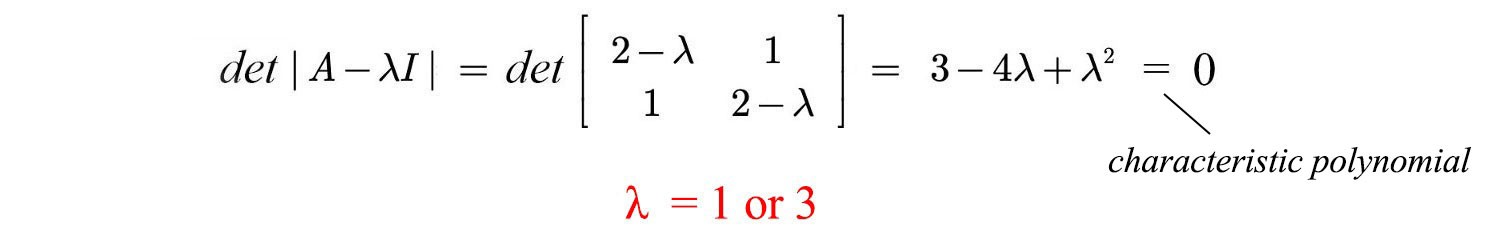 det | A − λI | = det [ 2 − λ 1 1 2 − λ ] = 3 − 4λ + λ² = 0
characteristic polynomial
λ = 1 or 3